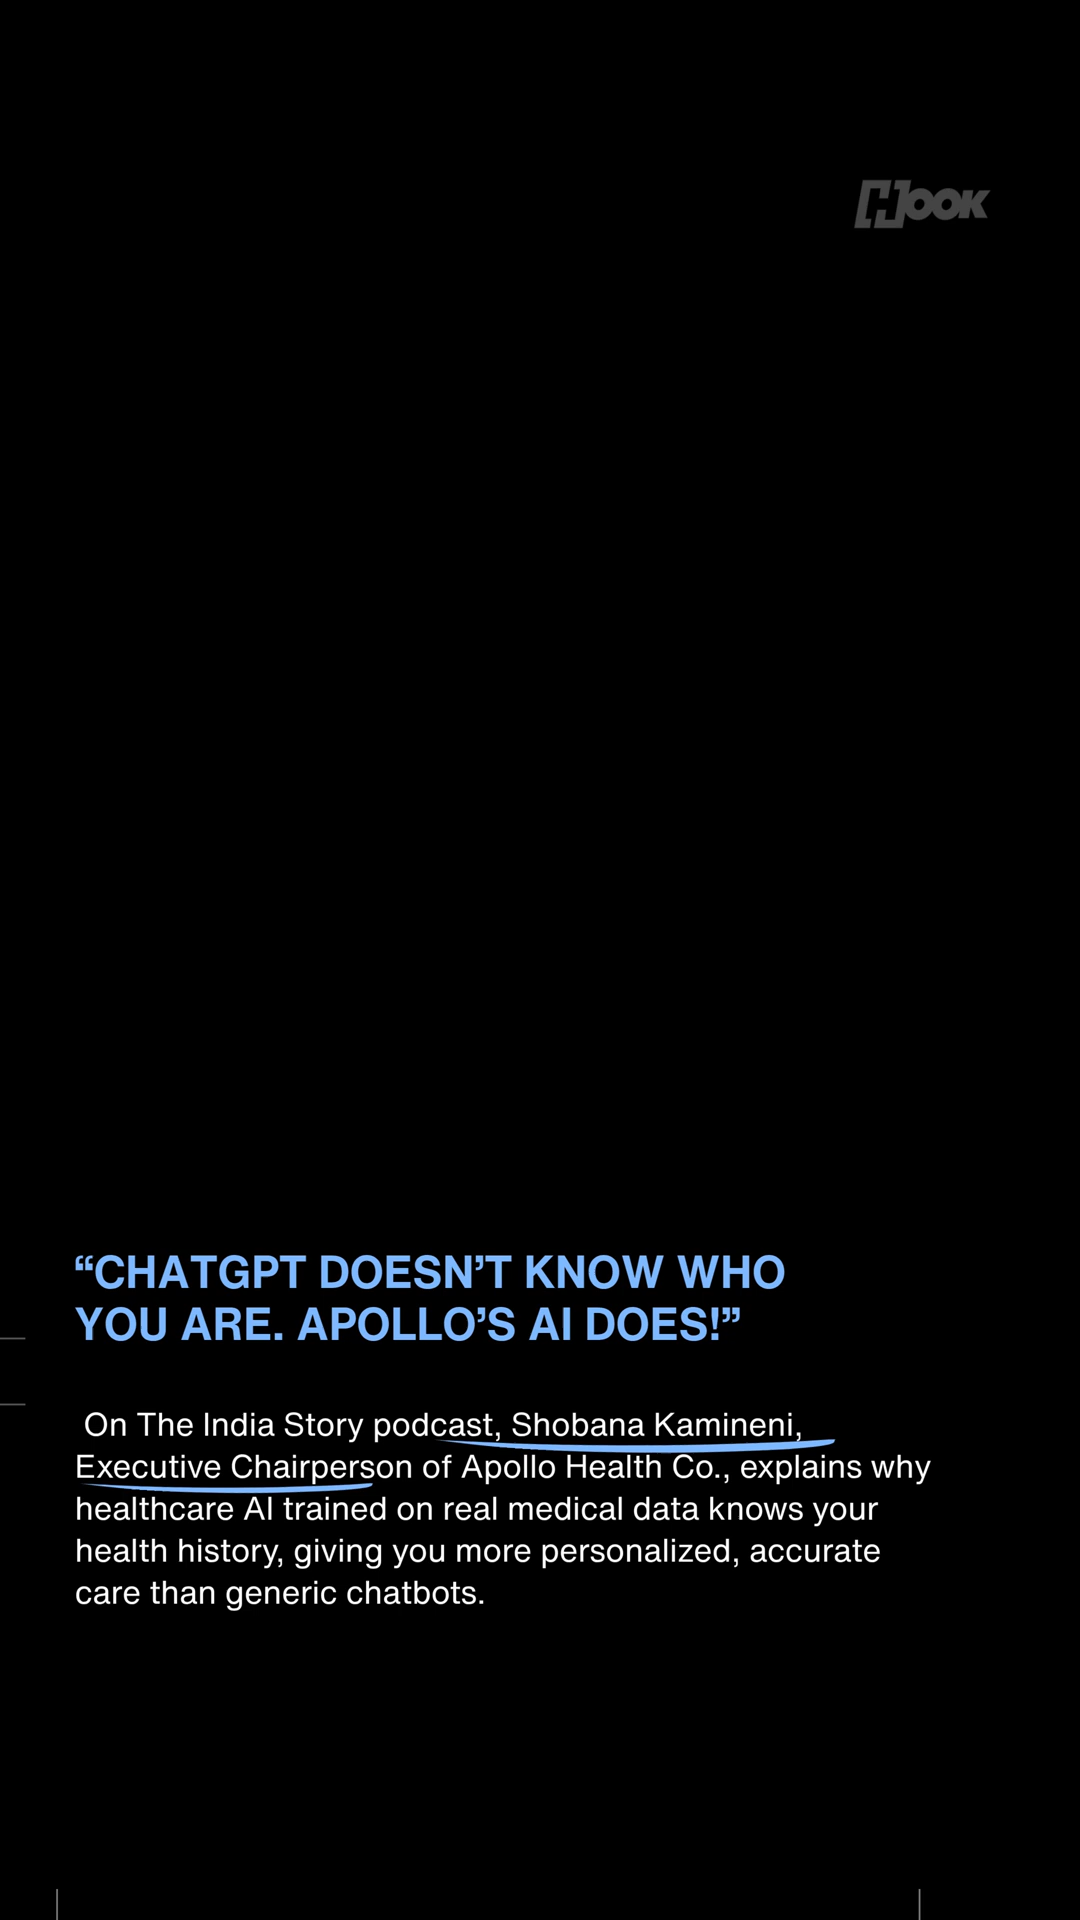 HOOK
“CHATGPT DOESN’T KNOW WHO
YOU ARE. APOLLO’S AI DOES!”
On The India Story podcast, Shobana Kamineni,
Executive Chairperson of Apollo Health Co., explains why
healthcare AI trained on real medical data knows your
health history, giving you more personalized, accurate
care than generic chatbots.